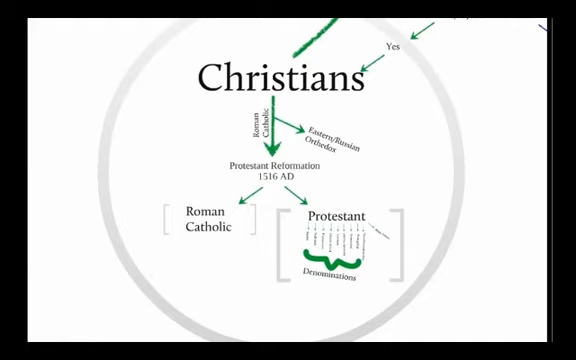 Yes
Christians
Roman
Catholic
Eastern/Russian
Orthodox
Protestant Reformation
1516 AD
Roman
Catholic
Protestant
Denominations